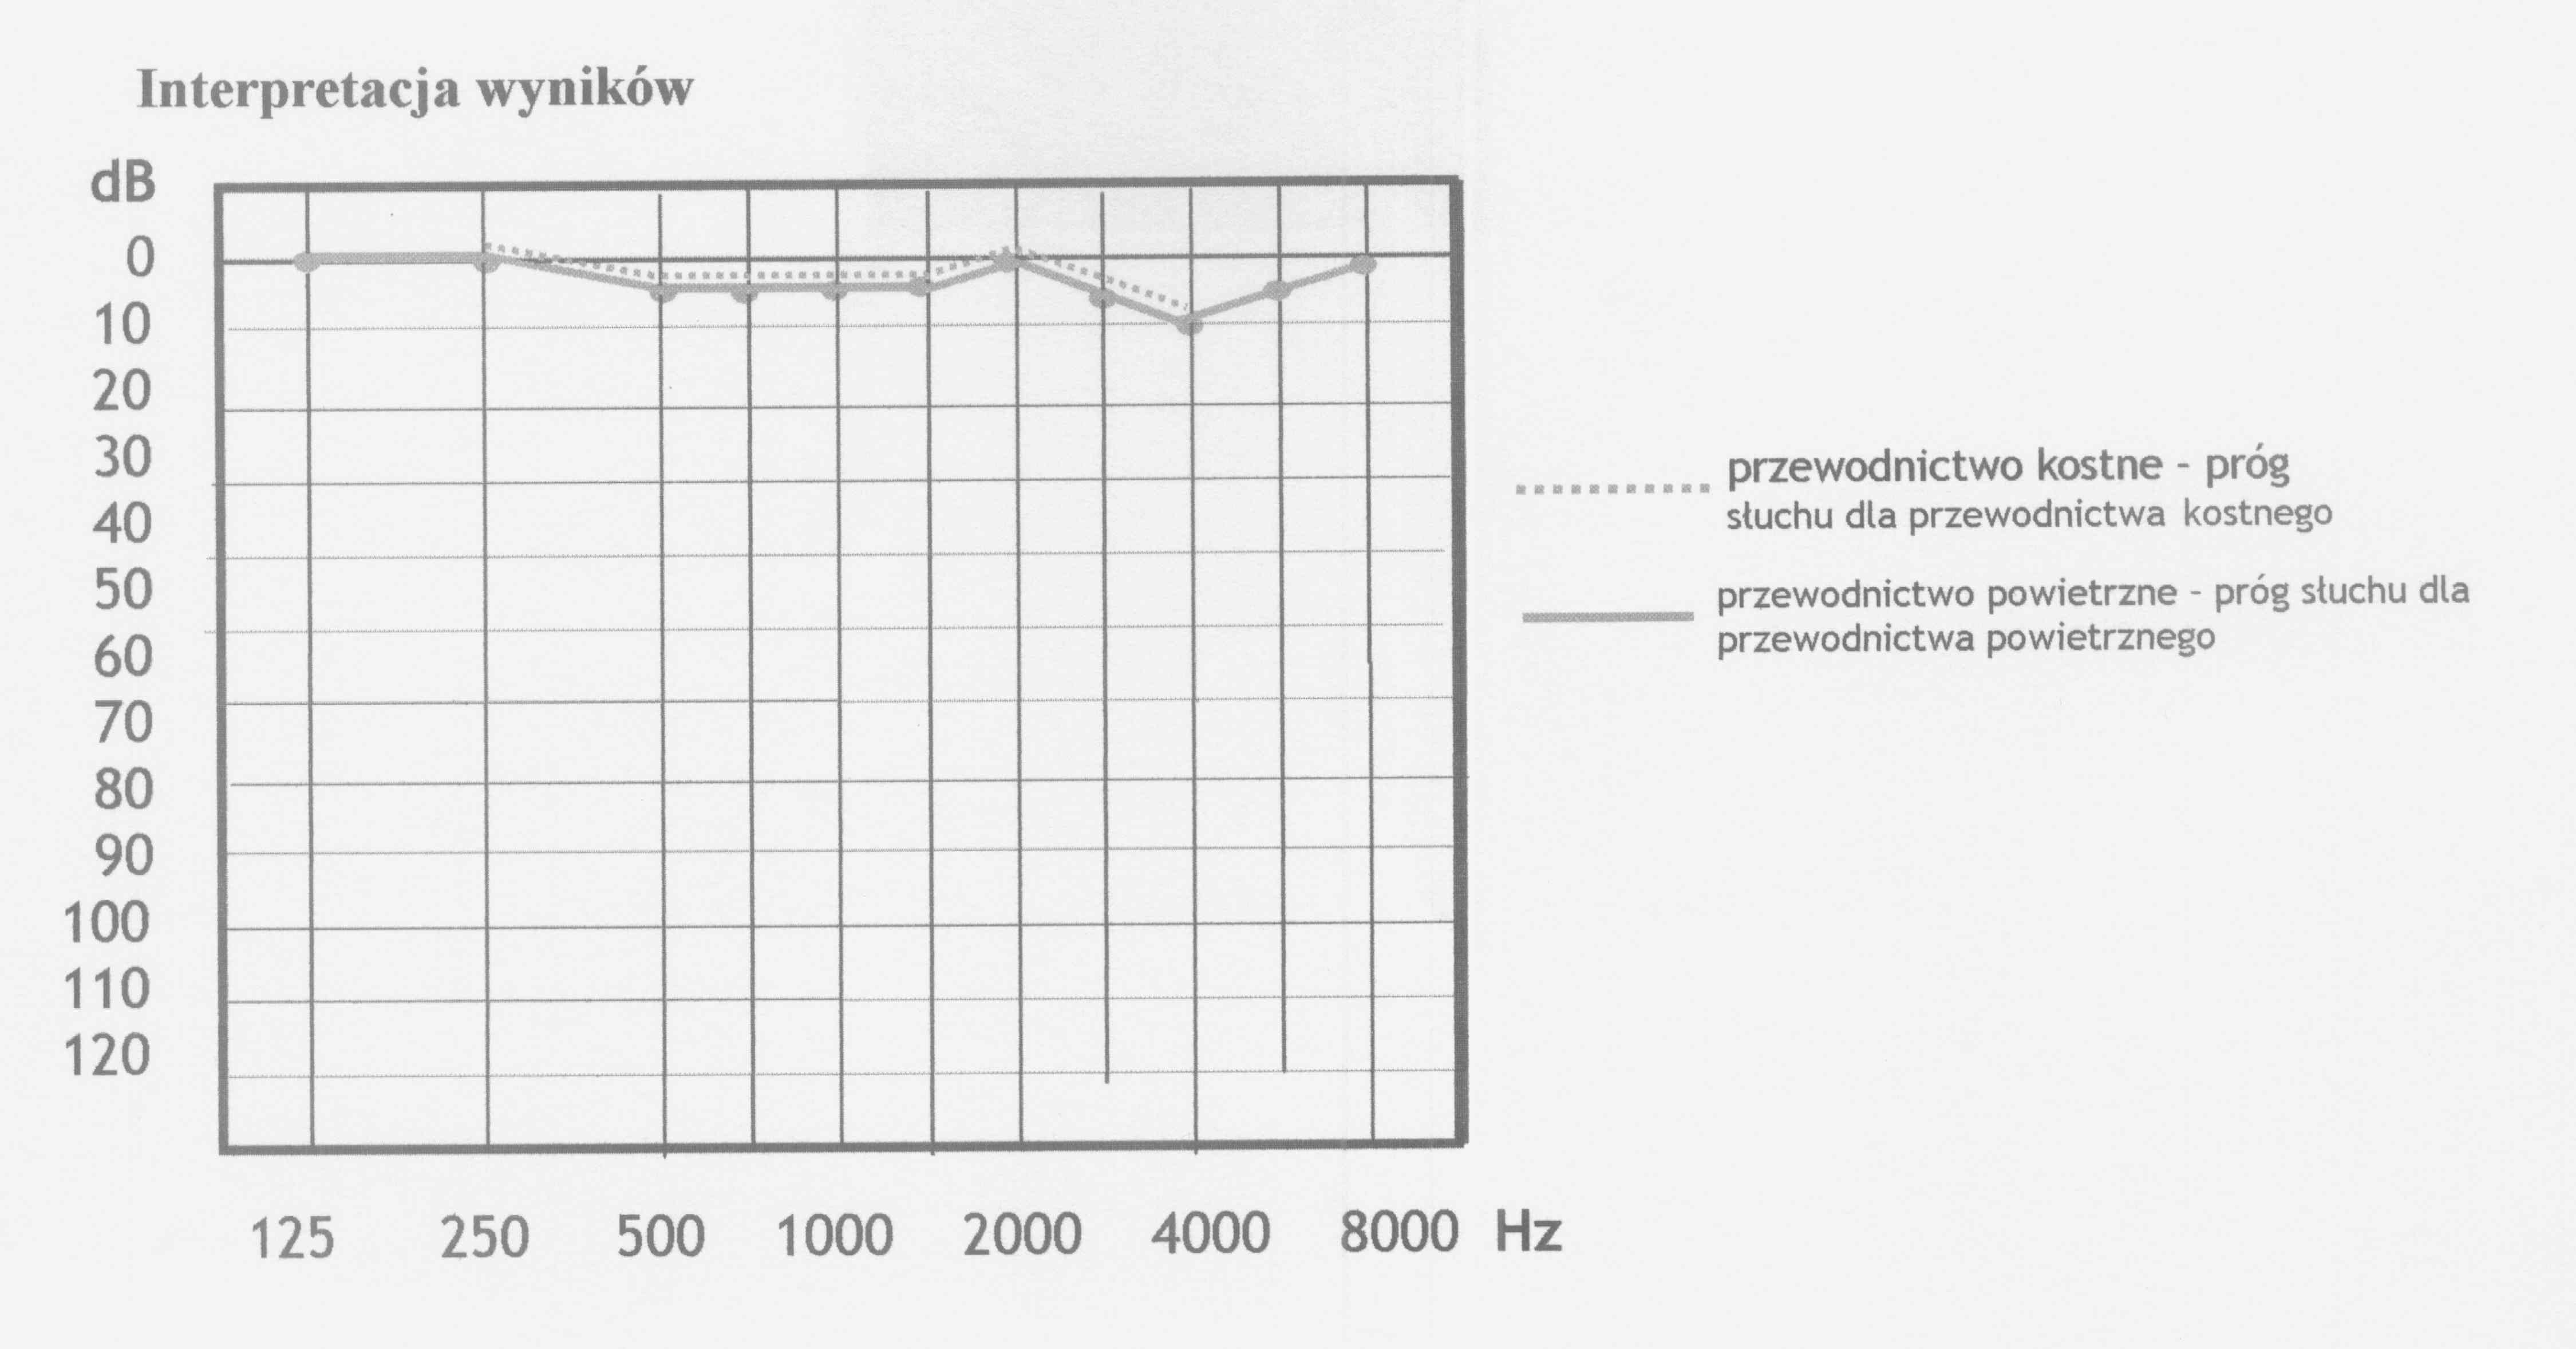 Interpretacja wyników
dB
0
10
20
30
40
50
60
70
80
90
100
110
120
125 250 500 1000 2000 4000 8000 Hz
przewodnictwo kostne - próg
słuchu dla przewodnictwa kostnego
przewodnictwo powietrzne - próg słuchu dla
przewodnictwa powietrznego